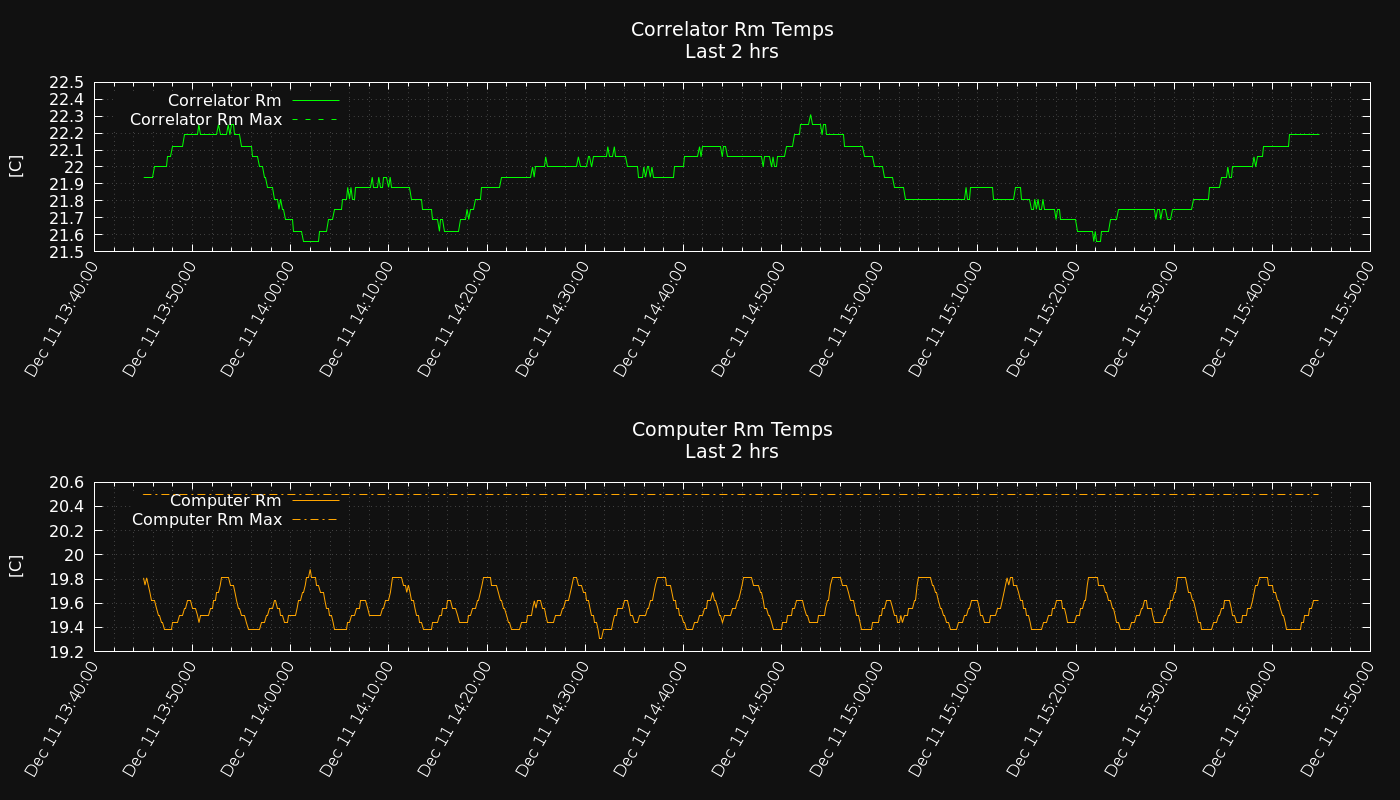 Correlator Rm Temps
Last 2 hrs
22.5
22.4
22.3
22.2
22.1
22
21.9
21.8
21.7
21.6
21.5
[C]
Correlator Rm
Correlator Rm Max
Dec 11 13:40:00
Dec 11 13:50:00
Dec 11 14:00:00
Dec 11 14:10:00
Dec 11 14:20:00
Dec 11 14:30:00
Dec 11 14:40:00
Dec 11 14:50:00
Dec 11 15:00:00
Dec 11 15:10:00
Dec 11 15:20:00
Dec 11 15:30:00
Dec 11 15:40:00
Dec 11 15:50:00
Computer Rm Temps
Last 2 hrs
20.6
20.4
20.2
20
19.8
19.6
19.4
19.2
[C]
Computer Rm
Computer Rm Max
Dec 11 13:40:00
Dec 11 13:50:00
Dec 11 14:00:00
Dec 11 14:10:00
Dec 11 14:20:00
Dec 11 14:30:00
Dec 11 14:40:00
Dec 11 14:50:00
Dec 11 15:00:00
Dec 11 15:10:00
Dec 11 15:20:00
Dec 11 15:30:00
Dec 11 15:40:00
Dec 11 15:50:00